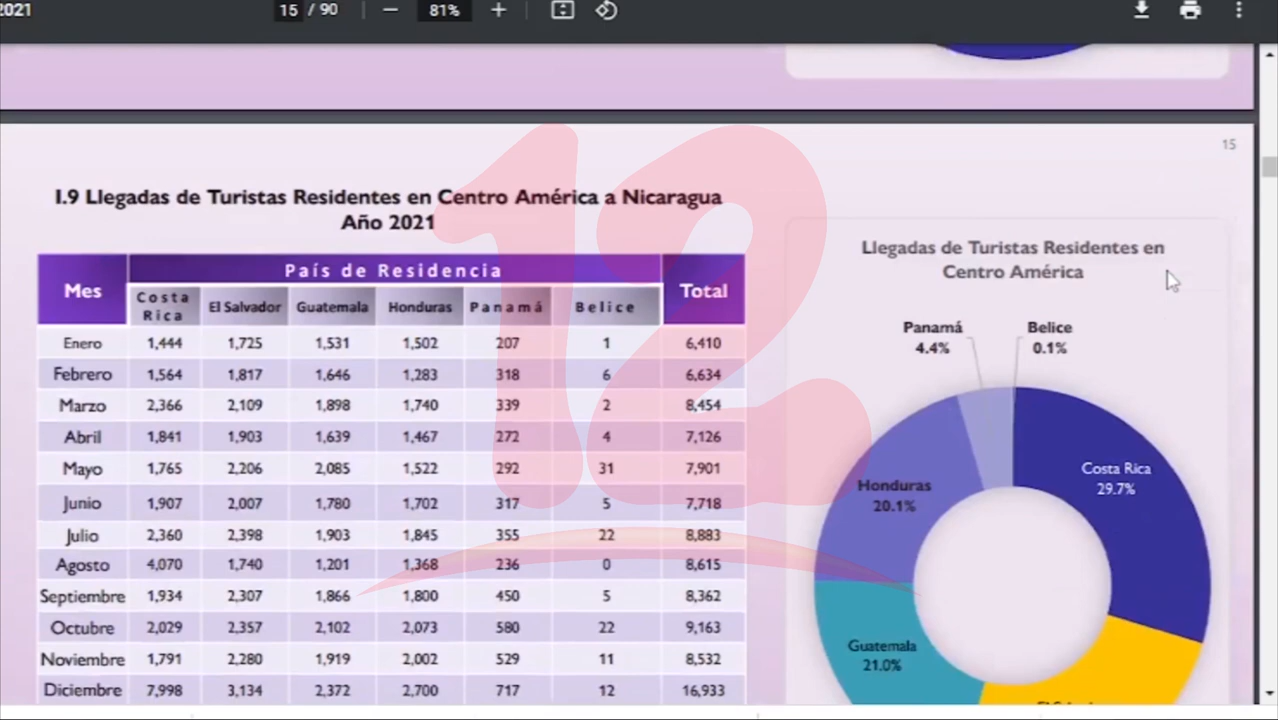 2021
15 / 90
81%
15
I.9 Llegadas de Turistas Residentes en Centro América a Nicaragua
Año 2021
Mes País de Residencia Total
Costa Rica El Salvador Guatemala Honduras Panamá Belice
Enero 1,444 1,725 1,531 1,502 207 1 6,410
Febrero 1,564 1,817 1,646 1,283 318 6 6,634
Marzo 2,366 2,109 1,898 1,740 339 2 8,454
Abril 1,841 1,903 1,639 1,467 272 4 7,126
Mayo 1,765 2,206 2,085 1,522 292 31 7,901
Junio 1,907 2,007 1,780 1,702 317 5 7,718
Julio 2,360 2,398 1,903 1,845 355 22 8,883
Agosto 4,070 1,740 1,201 1,368 236 0 8,615
Septiembre 1,934 2,307 1,866 1,800 450 5 8,362
Octubre 2,029 2,357 2,102 2,073 580 22 9,163
Noviembre 1,791 2,280 1,919 2,002 529 11 8,532
Diciembre 7,998 3,134 2,372 2,700 717 12 16,933
Llegadas de Turistas Residentes en
Centro América
Panamá
4.4%
Belice
0.1%
Costa Rica
29.7%
Honduras
20.1%
Guatemala
21.0%
12